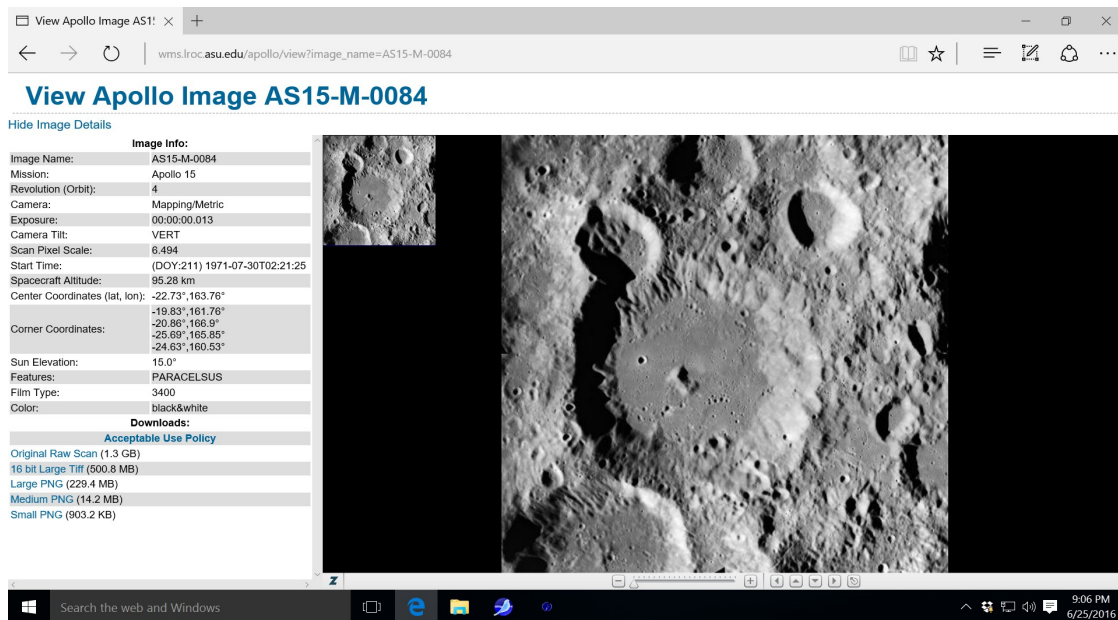 View Apollo Image AS1!
wms.lroc.asu.edu/apollo/view?image_name=AS15-M-0084
View Apollo Image AS15-M-0084
Hide Image Details
Image Info:
Image Name: AS15-M-0084
Mission: Apollo 15
Revolution (Orbit): 4
Camera: Mapping/Metric
Exposure: 00:00:00.013
Camera Tilt: VERT
Scan Pixel Scale: 6.494
Start Time: (DOY:211) 1971-07-30T02:21:25
Spacecraft Altitude: 95.28 km
Center Coordinates (lat, lon): -22.73°,163.76°
Corner Coordinates: -19.83°,161.76°
-20.86°,166.9°
-25.69°,165.85°
-24.63°,160.53°
Sun Elevation: 15.0°
Features: PARACELSUS
Film Type: 3400
Color: black&white
Downloads:
Acceptable Use Policy
Original Raw Scan (1.3 GB)
16 bit Large Tiff (500.8 MB)
Large PNG (229.4 MB)
Medium PNG (14.2 MB)
Small PNG (903.2 KB)
Z
Search the web and Windows
9:06 PM
6/25/2016